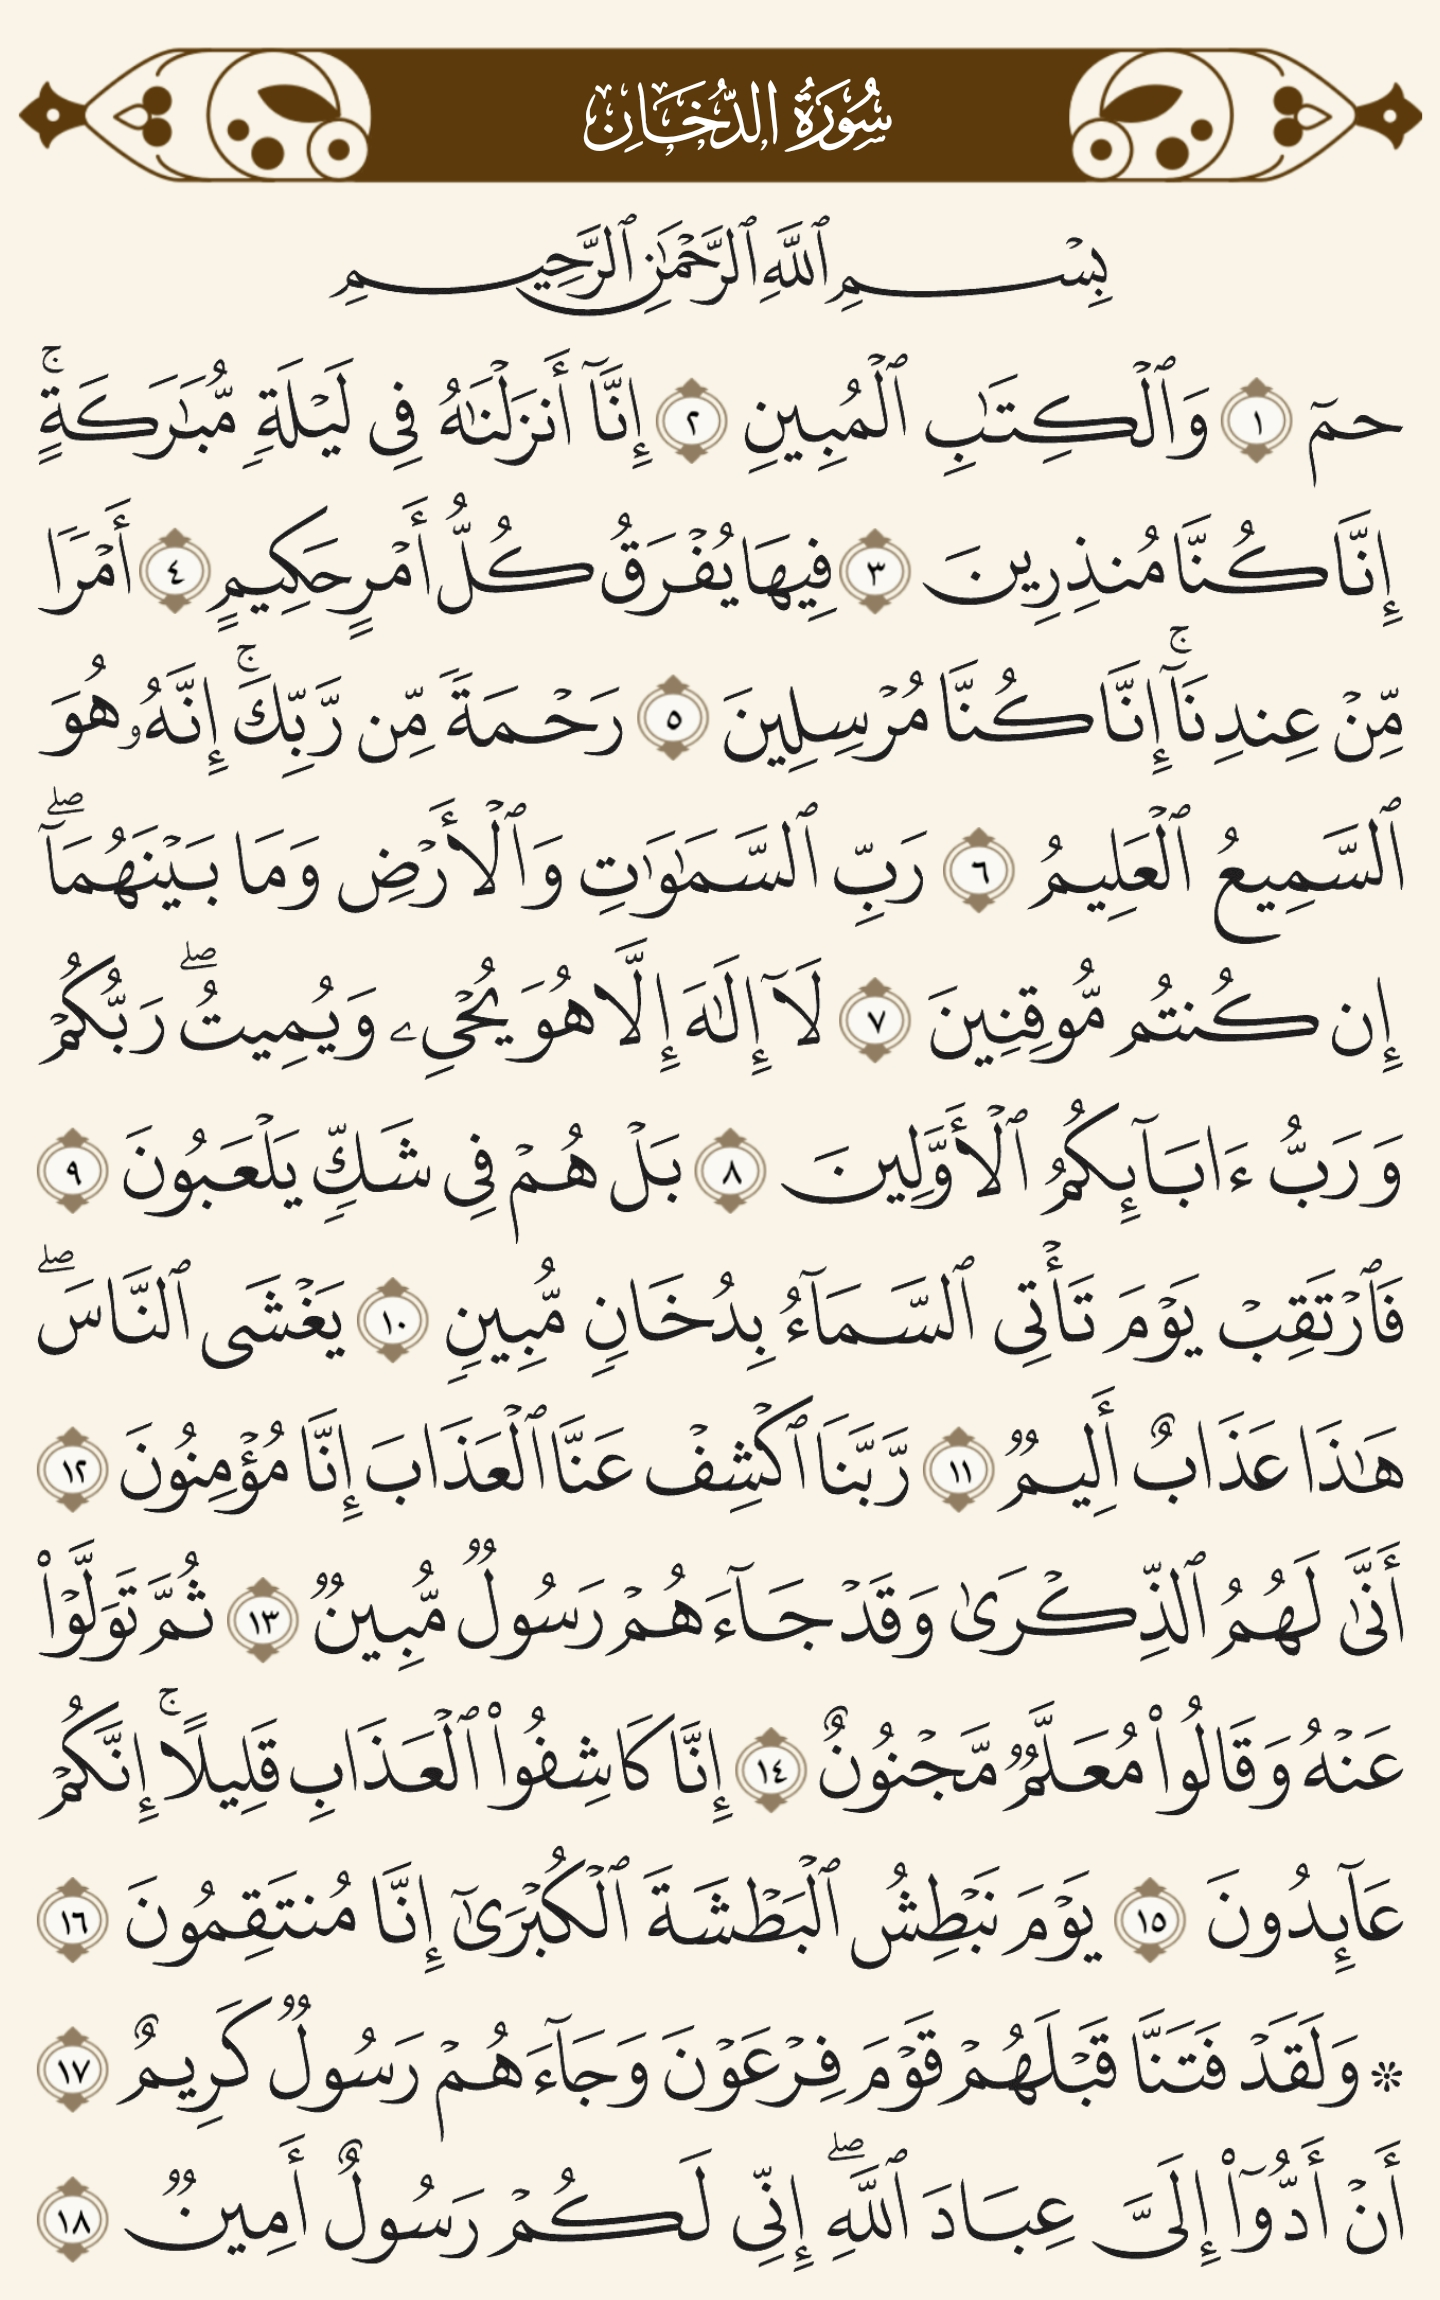 سُورَةُ الدُّخَانِ
بِسۡمِ ٱللَّهِ ٱلرَّحۡمَٰنِ ٱلرَّحِيمِ
حمٓ ١ وَٱلۡكِتَٰبِ ٱلۡمُبِينِ ٢ إِنَّآ أَنزَلۡنَٰهُ فِي لَيۡلَةٖ مُّبَٰرَكَةٍۚ
إِنَّا كُنَّا مُنذِرِينَ ٣ فِيهَا يُفۡرَقُ كُلُّ أَمۡرٍ حَكِيمٍ ٤ أَمۡرٗا
مِّنۡ عِندِنَآۚ إِنَّا كُنَّا مُرۡسِلِينَ ٥ رَحۡمَةٗ مِّن رَّبِّكَۚ إِنَّهُۥ هُوَ
ٱلسَّمِيعُ ٱلۡعَلِيمُ ٦ رَبِّ ٱلسَّمَٰوَٰتِ وَٱلۡأَرۡضِ وَمَا بَيۡنَهُمَآۖ
إِن كُنتُم مُّوقِنِينَ ٧ لَآ إِلَٰهَ إِلَّا هُوَ يُحۡيِۦ وَيُمِيتُۖ رَبُّكُمۡ
وَرَبُّ ءَابَآئِكُمُ ٱلۡأَوَّلِينَ ٨ بَلۡ هُمۡ فِي شَكّٖ يَلۡعَبُونَ ٩
فَٱرۡتَقِبۡ يَوۡمَ تَأۡتِي ٱلسَّمَآءُ بِدُخَانٖ مُّبِينٖ ١٠ يَغۡشَى ٱلنَّاسَۖ
هَٰذَا عَذَابٌ أَلِيمٞ ١١ رَّبَّنَا ٱكۡشِفۡ عَنَّا ٱلۡعَذَابَ إِنَّا مُؤۡمِنُونَ ١٢
أَنَّىٰ لَهُمُ ٱلذِّكۡرَىٰ وَقَدۡ جَآءَهُمۡ رَسُولٞ مُّبِينٞ ١٣ ثُمَّ تَوَلَّوۡاْ
عَنۡهُ وَقَالُواْ مُعَلَّمٞ مَّجۡنُونٌ ١٤ إِنَّا كَاشِفُواْ ٱلۡعَذَابِ قَلِيلًاۚ إِنَّكُمۡ
عَآئِدُونَ ١٥ يَوۡمَ نَبۡطِشُ ٱلۡبَطۡشَةَ ٱلۡكُبۡرَىٰٓ إِنَّا مُنتَقِمُونَ ١٦
۞ وَلَقَدۡ فَتَنَّا قَبۡلَهُمۡ قَوۡمَ فِرۡعَوۡنَ وَجَآءَهُمۡ رَسُولٞ كَرِيمٌ ١٧
أَنۡ أَدُّوٓاْ إِلَيَّ عِبَادَ ٱللَّهِۖ إِنِّي لَكُمۡ رَسُولٌ أَمِينٞ ١٨